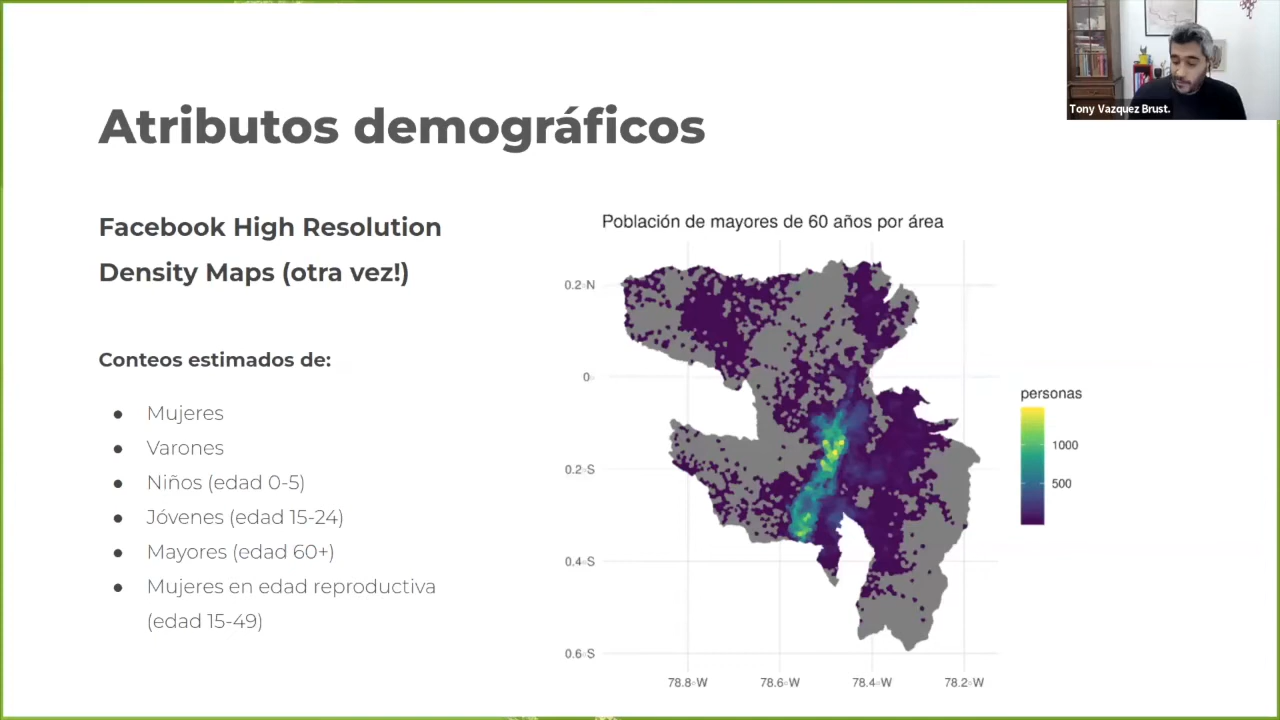 Tony Vazquez Brust.
Atributos demográficos
Facebook High Resolution
Density Maps (otra vez!)
Conteos estimados de:
● Mujeres
● Varones
● Niños (edad 0-5)
● Jóvenes (edad 15-24)
● Mayores (edad 60+)
● Mujeres en edad reproductiva
(edad 15-49)
Población de mayores de 60 años por área
0.2°N
0°
0.2°S
0.4°S
0.6°S
78.8°W
78.6°W
78.4°W
78.2°W
personas
1000
500